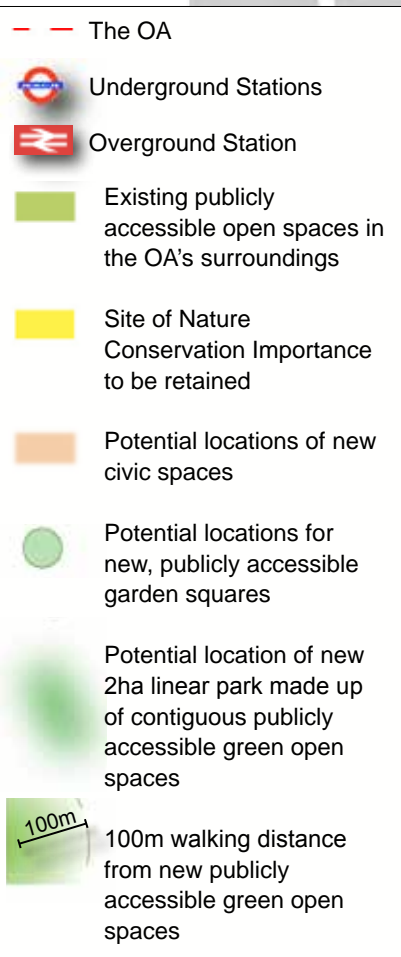 The OA
Underground Stations
Overground Station
Existing publicly
accessible open spaces in
the OA's surroundings
Site of Nature
Conservation Importance
to be retained
Potential locations of new
civic spaces
Potential locations for
new, publicly accessible
garden squares
Potential location of new
2ha linear park made up
of contiguous publicly
accessible green open
spaces
100m
100m walking distance
from new publicly
accessible green open
spaces